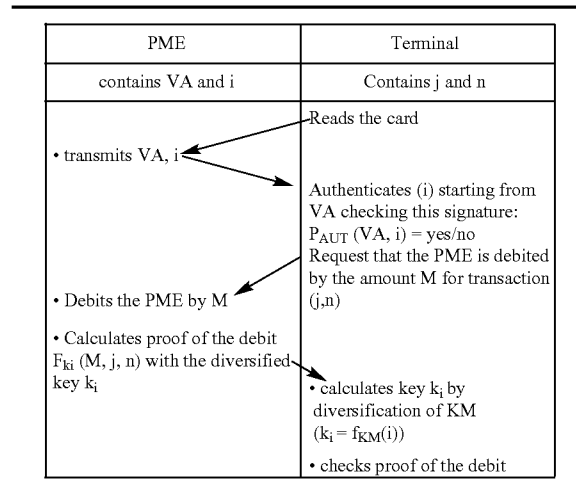 PME
Terminal
contains VA and i
Contains j and n
Reads the card
• transmits VA, i
Authenticates (i) starting from
VA checking this signature:
P_AUT (VA, i) = yes/no
Request that the PME is debited
by the amount M for transaction
(j,n)
• Debits the PME by M
• Calculates proof of the debit
F_ki (M, j, n) with the diversified
key k_i
• calculates key k_i by
diversification of KM
(k_i = f_KM(i))
• checks proof of the debit